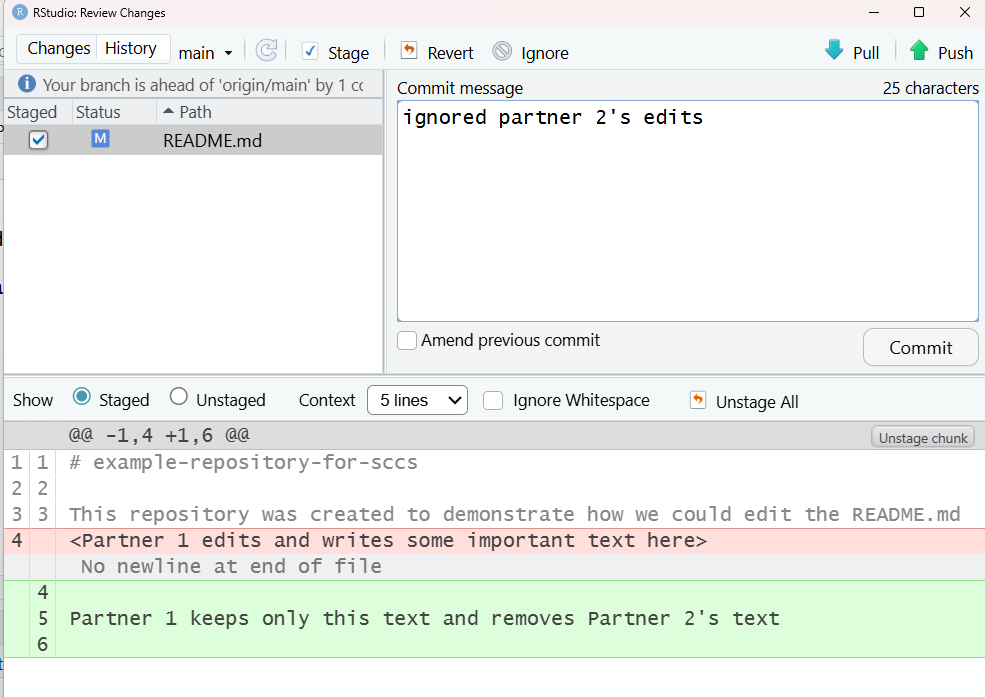 RStudio: Review Changes
Changes History main Stage Revert Ignore Pull Push
Your branch is ahead of 'origin/main' by 1 cc
Staged Status Path
M README.md
Commit message 25 characters
ignored partner 2's edits
Amend previous commit
Commit
Show Staged Unstaged Context 5 lines Ignore Whitespace Unstage All
@@ -1,4 +1,6 @@ Unstage chunk
1 1 # example-repository-for-sccs
2 2
3 3 This repository was created to demonstrate how we could edit the README.md
4 <Partner 1 edits and writes some important text here>
No newline at end of file
4
5 Partner 1 keeps only this text and removes Partner 2's text
6